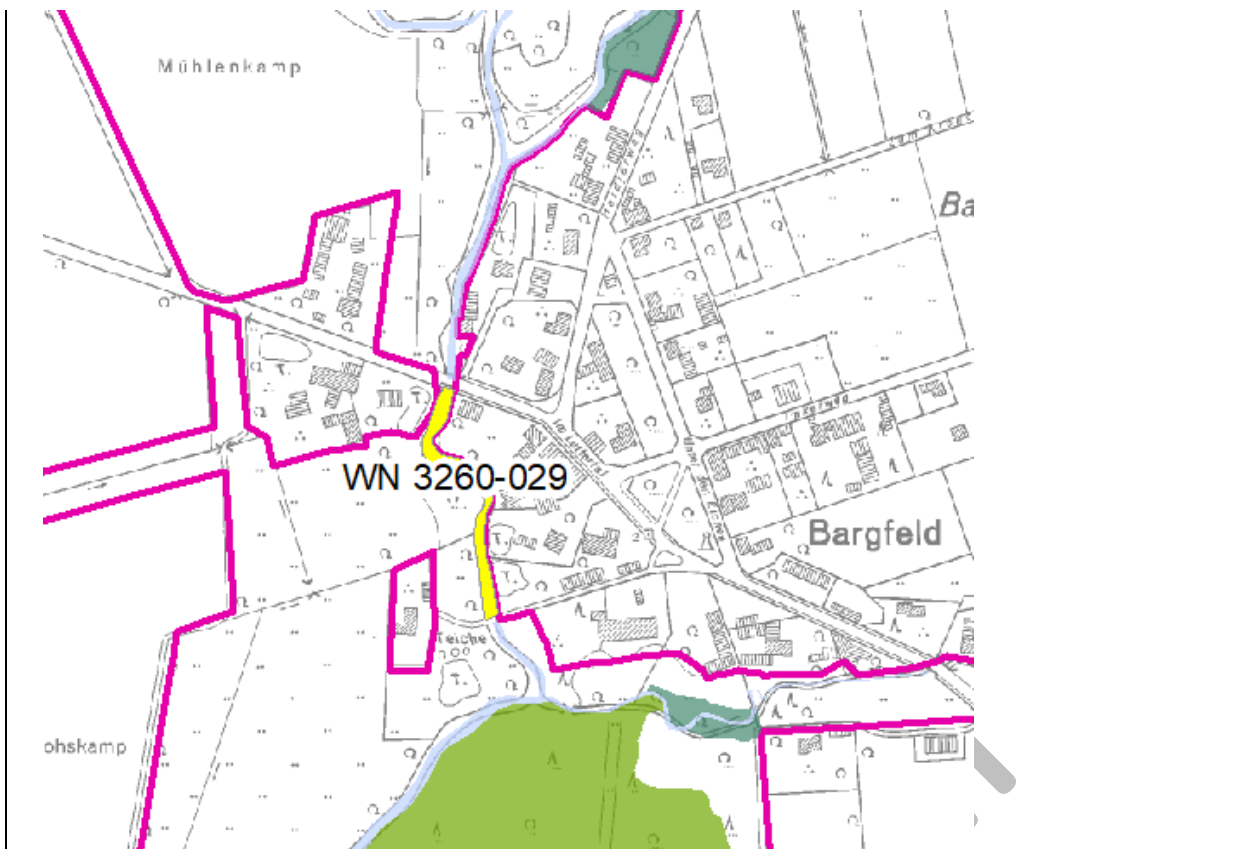 Mühlenkamp
Ba
T.
T.
WN 3260-029
T.
Bargfeld
T.
Teiche
T.
ohskamp